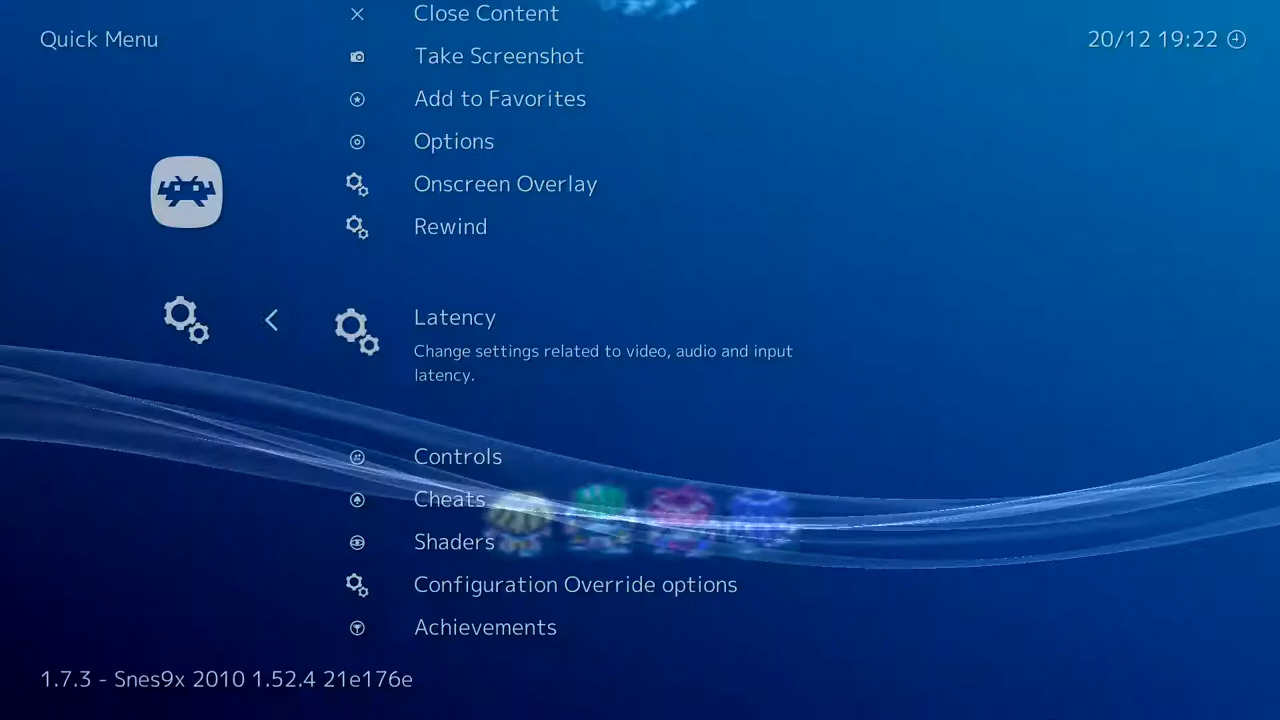 Close Content
Quick Menu
20/12 19:22
Take Screenshot
Add to Favorites
Options
Onscreen Overlay
Rewind
Latency
Change settings related to video, audio and input
latency.
Controls
Cheats
Shaders
Configuration Override options
Achievements
1.7.3 - Snes9x 2010 1.52.4 21e176e